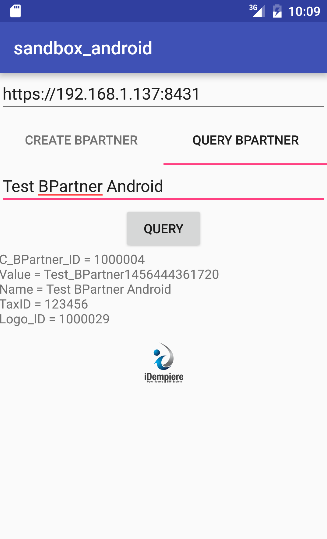 3G 10:09
sandbox_android
https://192.168.1.137:8431
CREATE BPARTNER QUERY BPARTNER
Test BPartner Android
QUERY
C_BPartner_ID = 1000004
Value = Test_BPartner1456444361720
Name = Test BPartner Android
TaxID = 123456
Logo_ID = 1000029
iDempiere